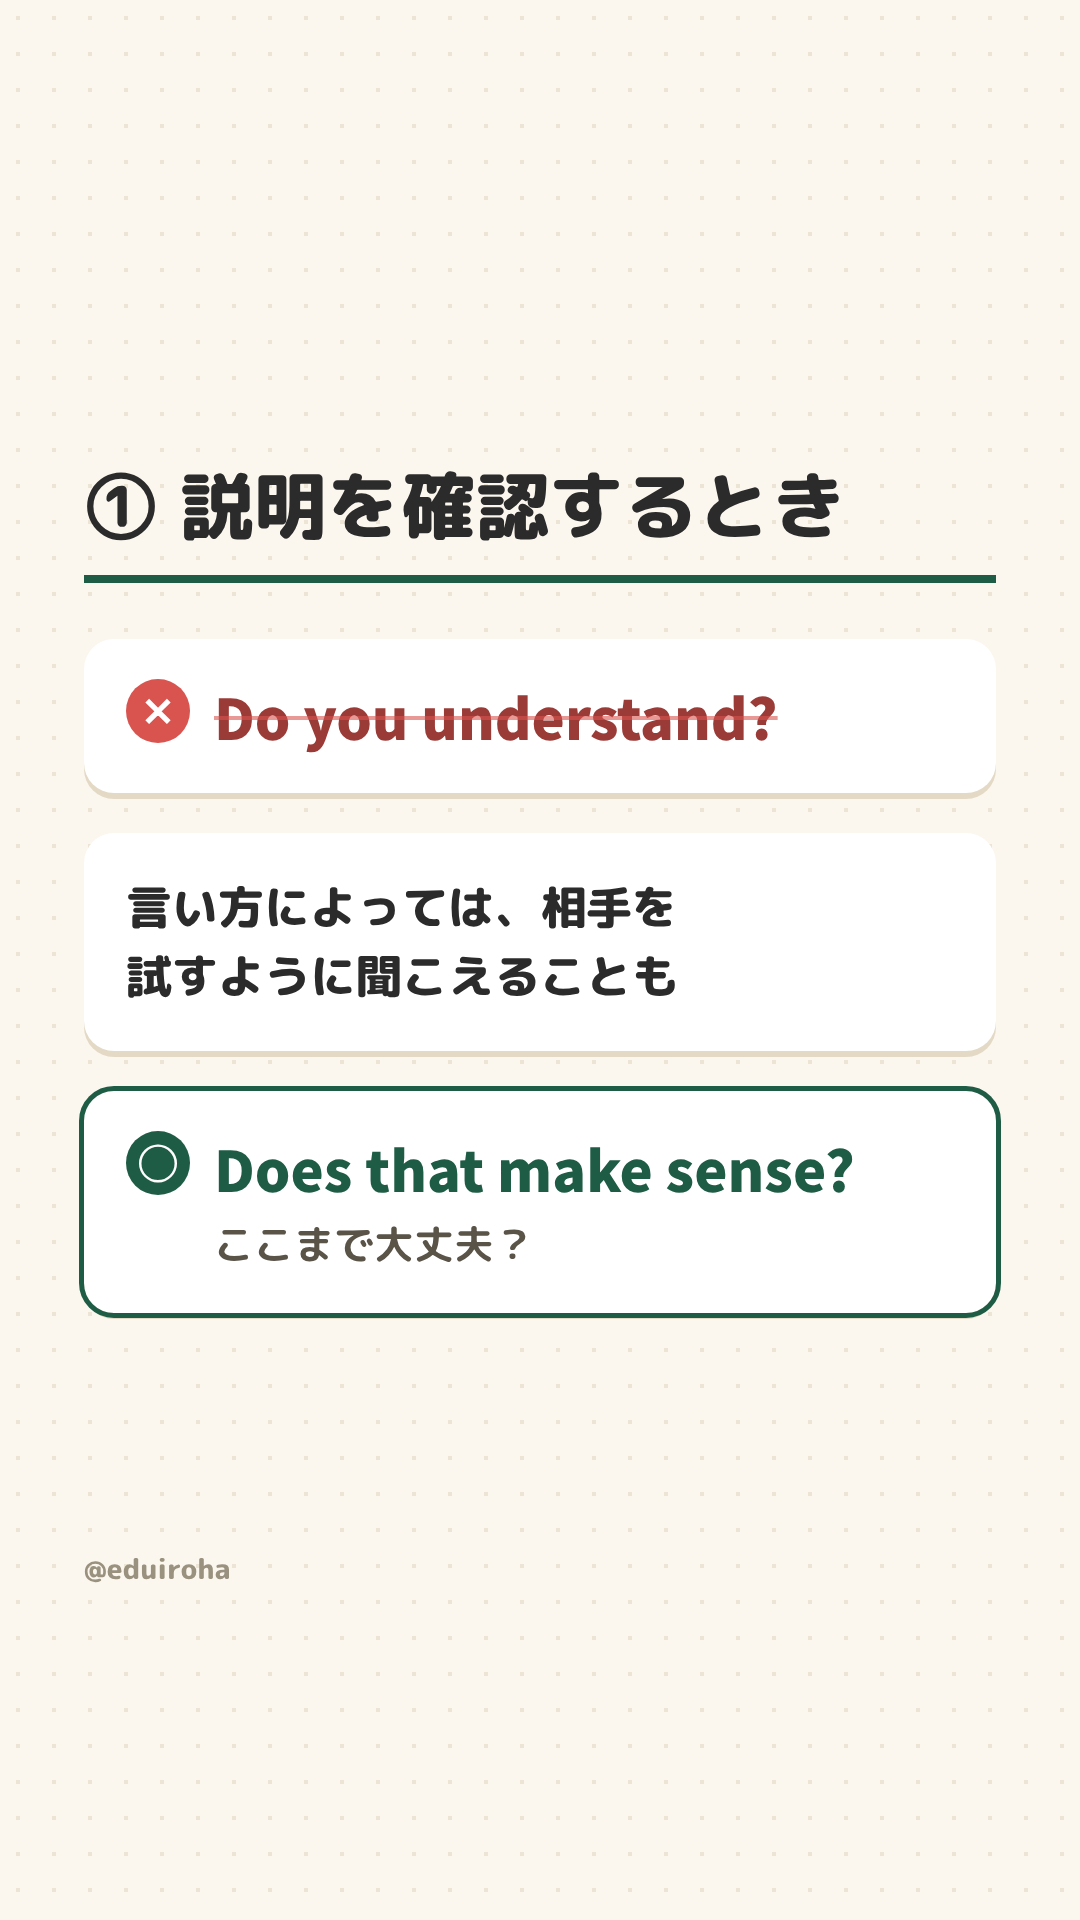 ① 説明を確認するとき
× Do you understand?
言い方によっては、相手を
試すように聞こえることも
○ Does that make sense?
ここまで大丈夫？
@eduiroha